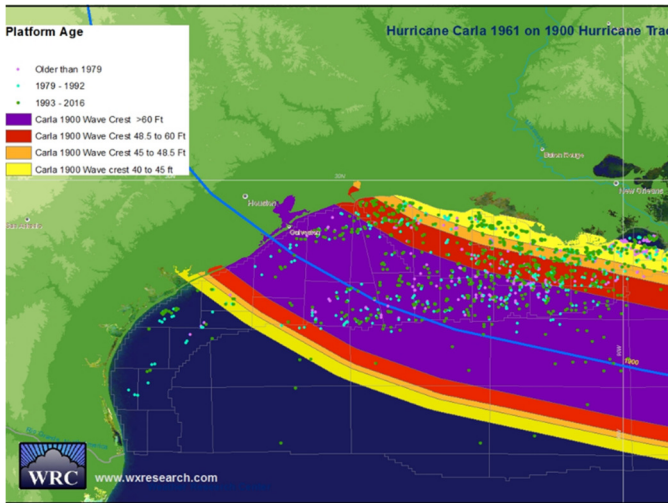 Platform Age
Hurricane Carla 1961 on 1900 Hurricane Trac
Older than 1979
1979 - 1992
1993 - 2016
Carla 1900 Wave Crest >60 Ft
Carla 1900 Wave Crest 48.5 to 60 Ft
Carla 1900 Wave Crest 45 to 48.5 Ft
Carla 1900 Wave crest 40 to 45 ft
Baton Rouge
New Orleans
Houston
Galveston
1900
WRC
www.wxresearch.com